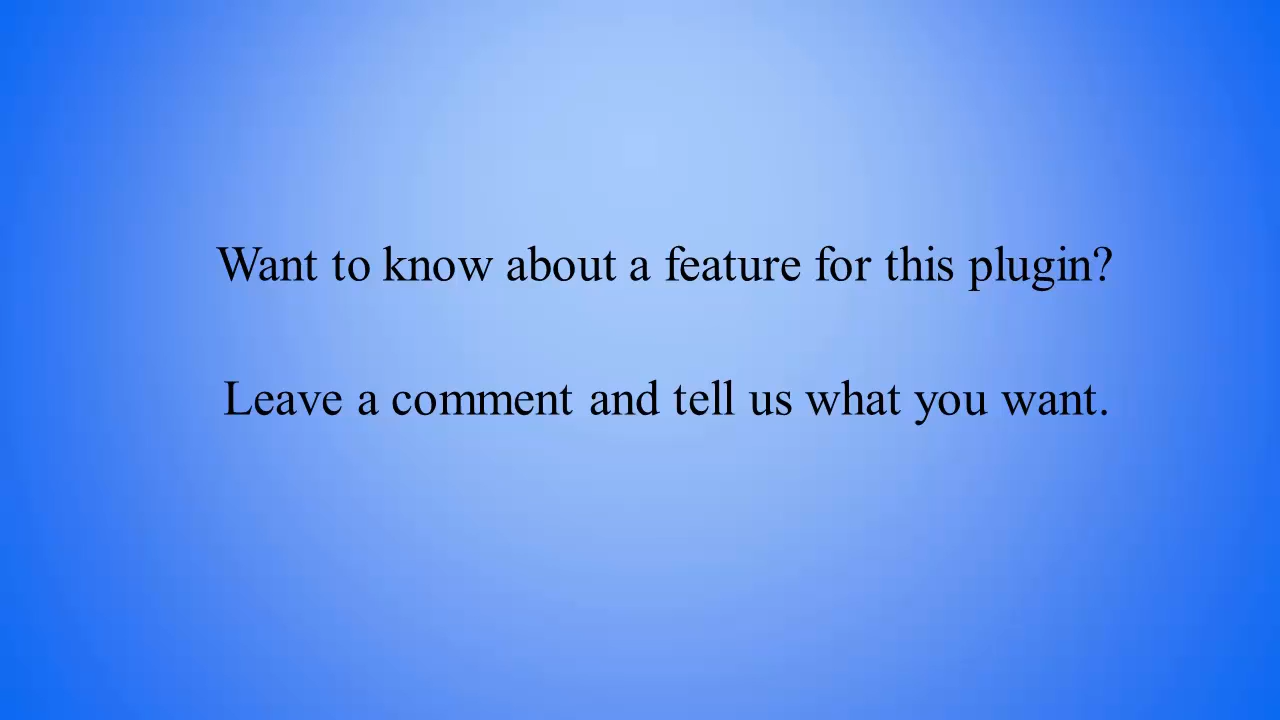 Want to know about a feature for this plugin?
Leave a comment and tell us what you want.